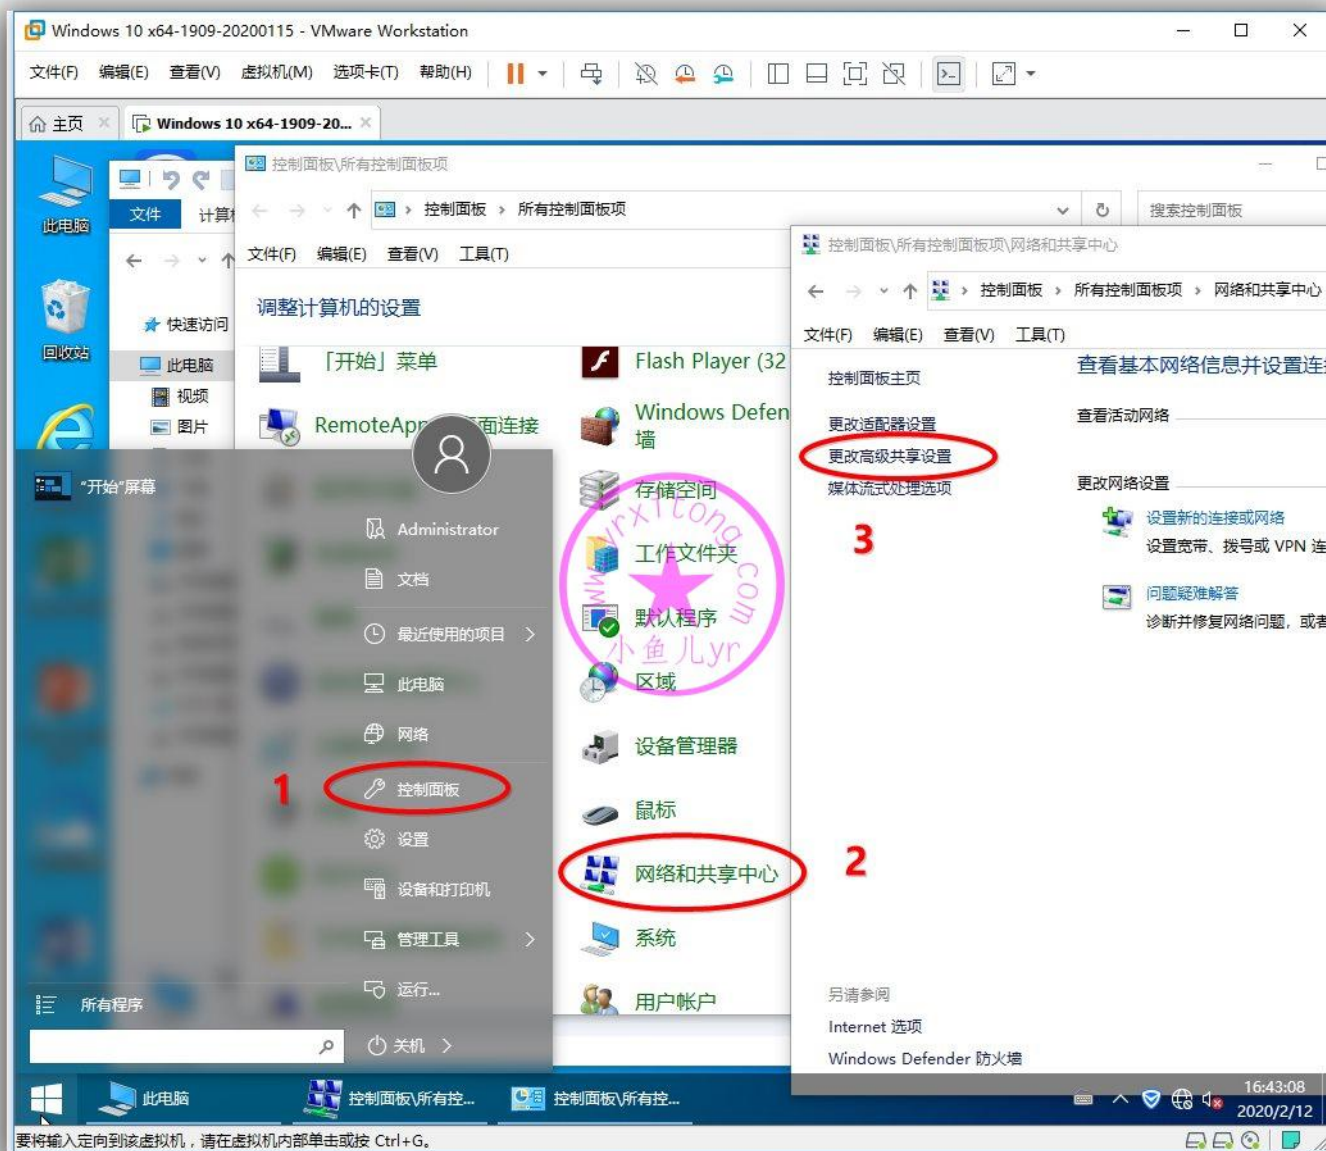 Windows 10 x64-1909-20200115 - VMware Workstation
文件(F) 编辑(E) 查看(V) 虚拟机(M) 选项卡(T) 帮助(H)
主页
Windows 10 x64-1909-20...
此电脑
回收站
文件
快速访问
此电脑
视频
图片
控制面板\所有控制面板项
控制面板 › 所有控制面板项
搜索控制面板
文件(F) 编辑(E) 查看(V) 工具(T)
调整计算机的设置
「开始」菜单
Flash Player (32
Windows Defen
墙
存储空间
工作文件夹
默认程序
区域
设备管理器
鼠标
网络和共享中心
2
系统
用户帐户
控制面板\所有控制面板项\网络和共享中心
控制面板 › 所有控制面板项 › 网络和共享中心
文件(F) 编辑(E) 查看(V) 工具(T)
控制面板主页
更改适配器设置
更改高级共享设置
媒体流式处理选项
3
查看基本网络信息并设置连
查看活动网络
更改网络设置
设置新的连接或网络
设置宽带、拨号或 VPN 连
问题疑难解答
诊断并修复网络问题，或者
另请参阅
Internet 选项
Windows Defender 防火墙
"开始"屏幕
Administrator
文档
最近使用的项目
此电脑
网络
1
控制面板
设置
设备和打印机
管理工具
运行...
所有程序
关机
www.yrxitong.com
小鱼儿yr
此电脑
控制面板\所有控...
控制面板\所有控...
16:43:08
2020/2/12
要将输入定向到该虚拟机，请在虚拟机内部单击或按 Ctrl+G。